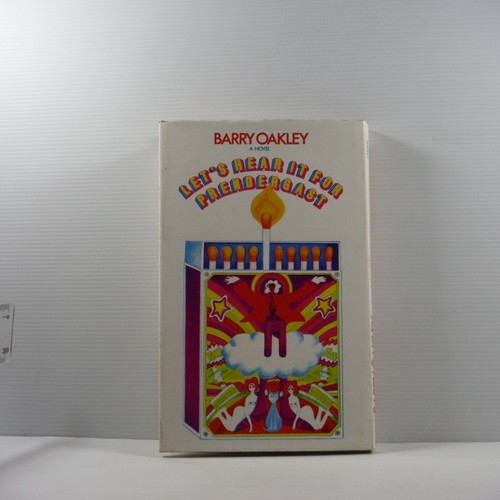 BARRY OAKLEY
A NOVEL
LET'S HEAR IT FOR
PRENDERGAST